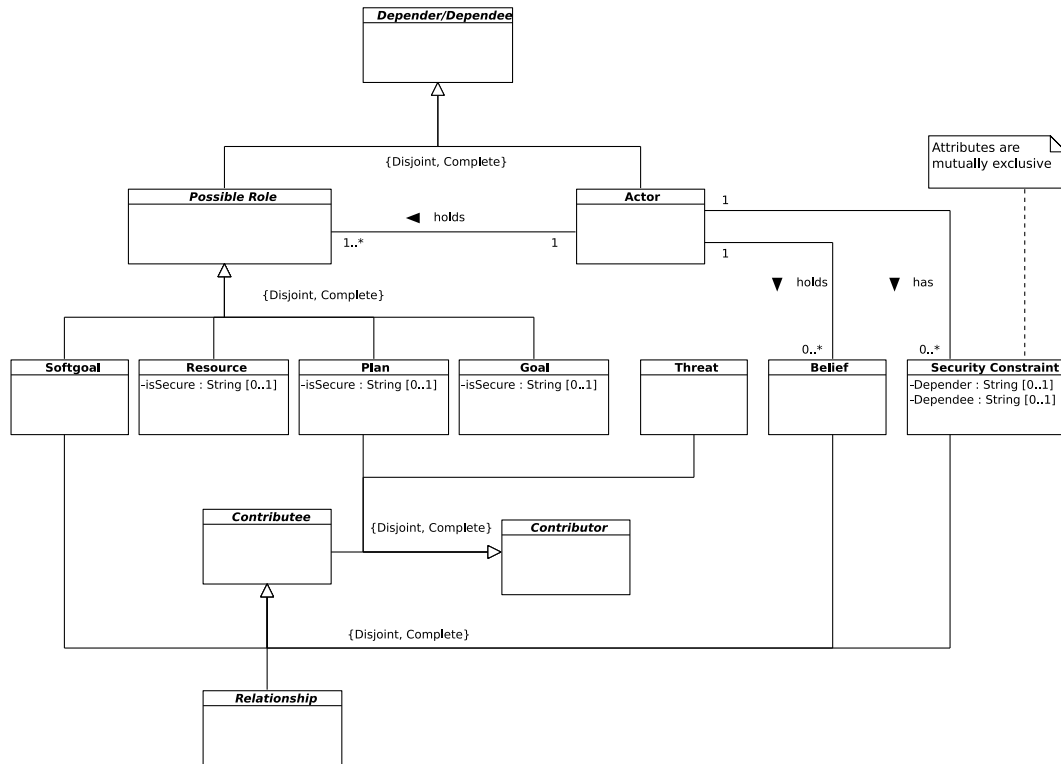 Depender/Dependee
{Disjoint, Complete}
Attributes are
mutually exclusive
Possible Role
Actor
◄ holds
1..*
1
1
1
{Disjoint, Complete}
▼ holds
▼ has
0..*
0..*
Softgoal
Resource
-isSecure : String [0..1]
Plan
-isSecure : String [0..1]
Goal
-isSecure : String [0..1]
Threat
Belief
Security Constraint
-Depender : String [0..1]
-Dependee : String [0..1]
Contributee
{Disjoint, Complete}
Contributor
{Disjoint, Complete}
Relationship